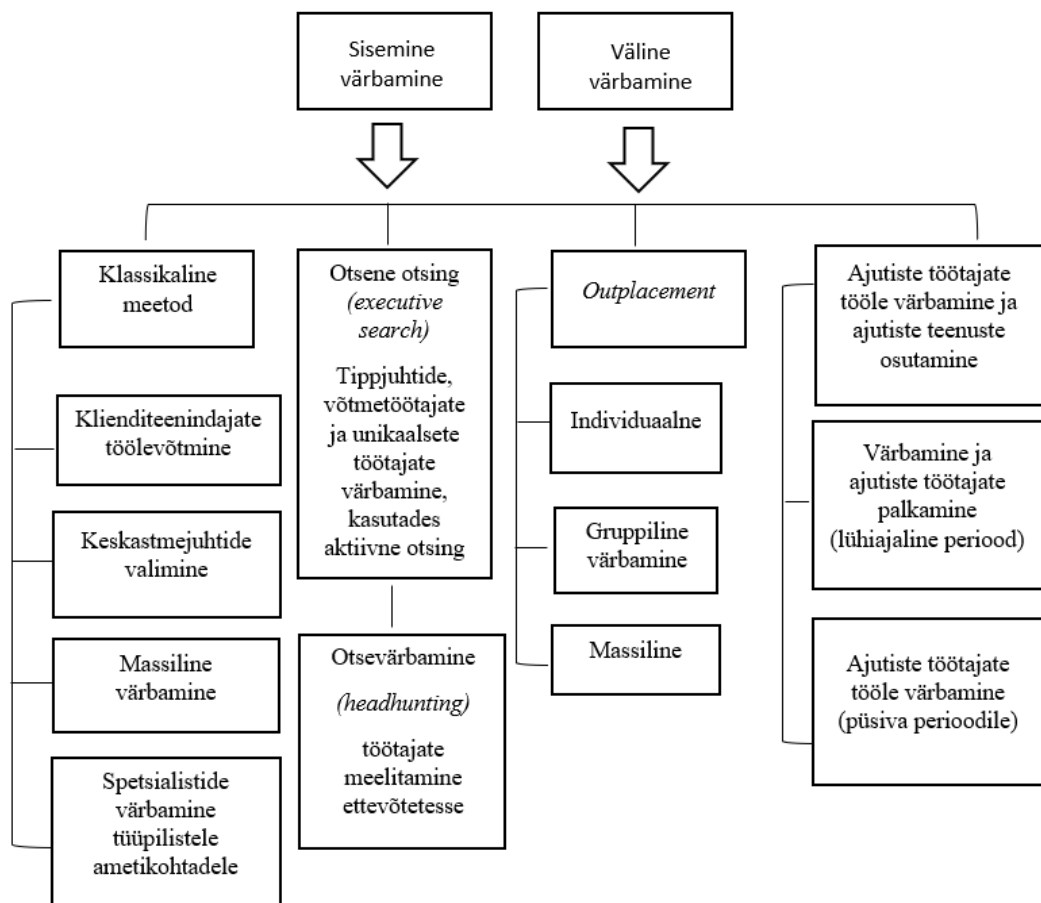 Sisemine
värbamine
Väline
värbamine
Klassikaline
meetod
Klienditeenindajate
töölevõtmine
Keskastmejuhtide
valimine
Massiline
värbamine
Spetsialistide
värbamine
tüüpilistele
ametikohtadele
Otsene otsing
(executive
search)
Tippjuhtide,
võtmetöötajate
ja unikaalsete
töötajate
värbamine,
kasutades
aktiivne otsing
Otsevärbamine
(headhunting)
töötajate
meelitamine
ettevõtetesse
Outplacement
Individuaalne
Gruppiline
värbamine
Massiline
Ajutiste töötajate
tööle värbamine ja
ajutiste teenuste
osutamine
Värbamine ja
ajutiste töötajate
palkamine
(lühiajaline periood)
Ajutiste töötajate
tööle värbamine
(püsiva perioodile)